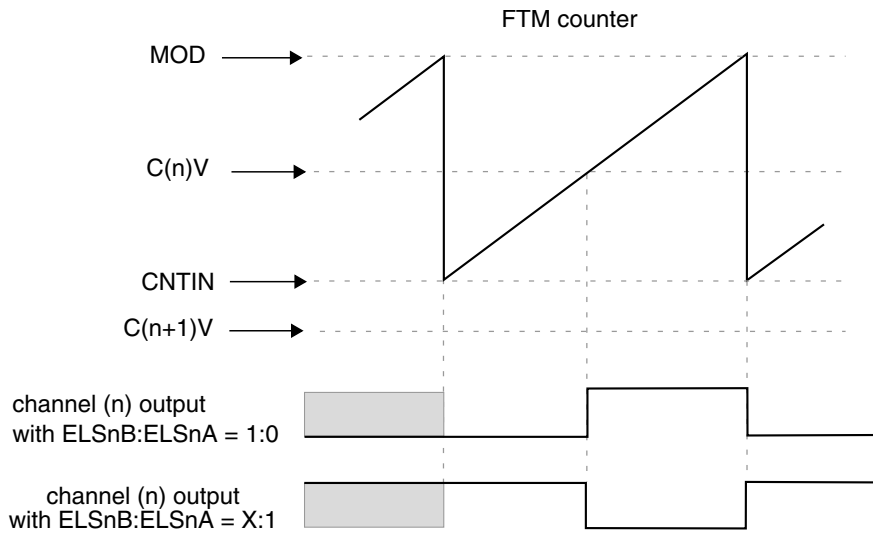 FTM counter
MOD
C(n)V
CNTIN
C(n+1)V
channel (n) output
with ELSnB:ELSnA = 1:0
channel (n) output
with ELSnB:ELSnA = X:1